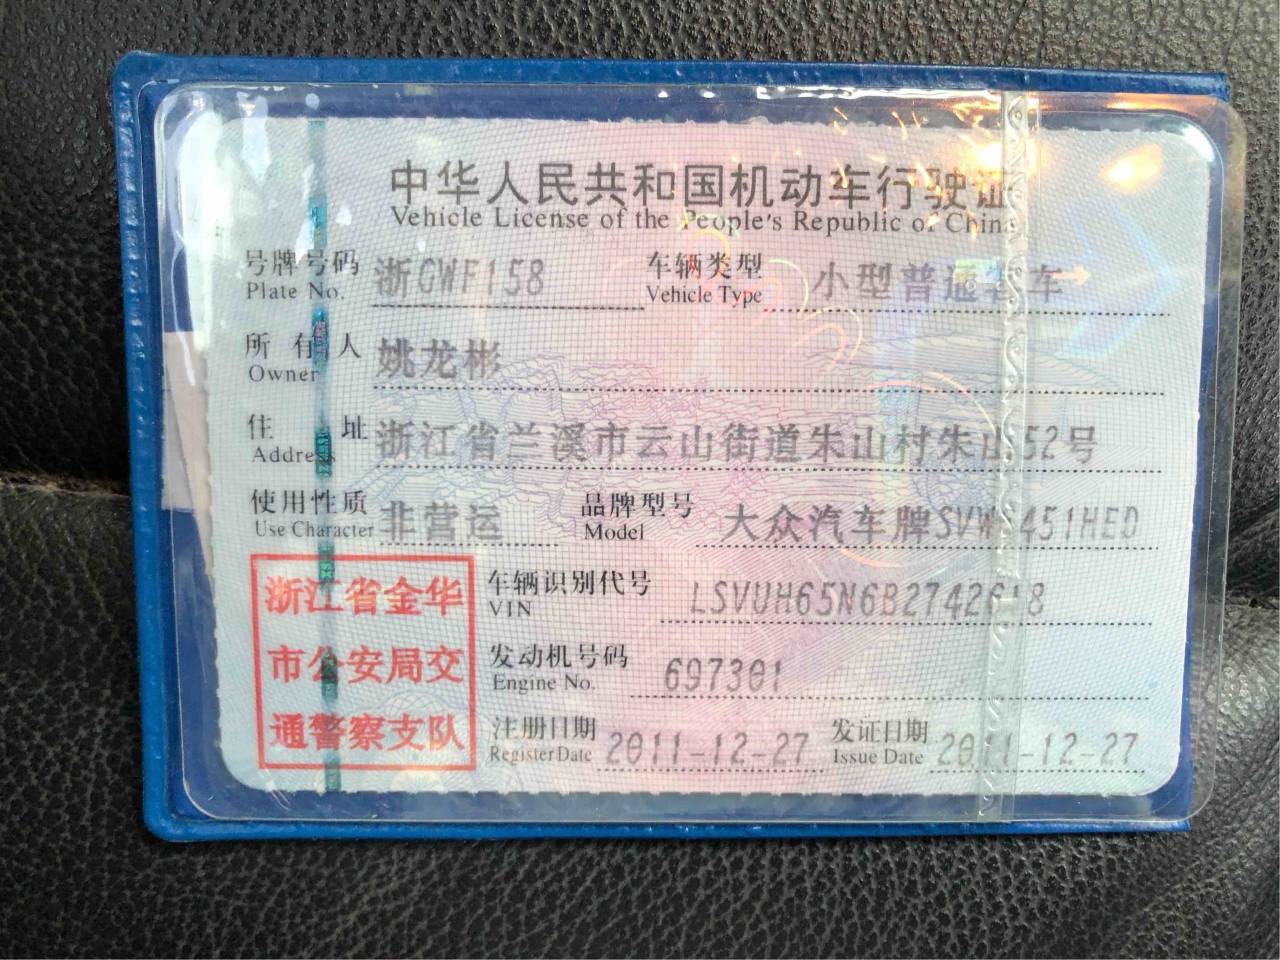 中华人民共和国机动车行驶证
Vehicle License of the People's Republic of China
号牌号码 浙GWF158 车辆类型 小型普通客车
Plate No. Vehicle Type
所有人 姚龙彬
Owner
住址 浙江省兰溪市云山街道朱山村朱山52号
Address
使用性质 非营运 品牌型号 大众汽车牌SVW6451HED
Use Character Model
车辆识别代号 LSVUH65N6B2742618
VIN
发动机号码 697301
Engine No.
注册日期 2011-12-27 发证日期 2011-12-27
Register Date Issue Date
浙江省金华
市公安局交
通警察支队